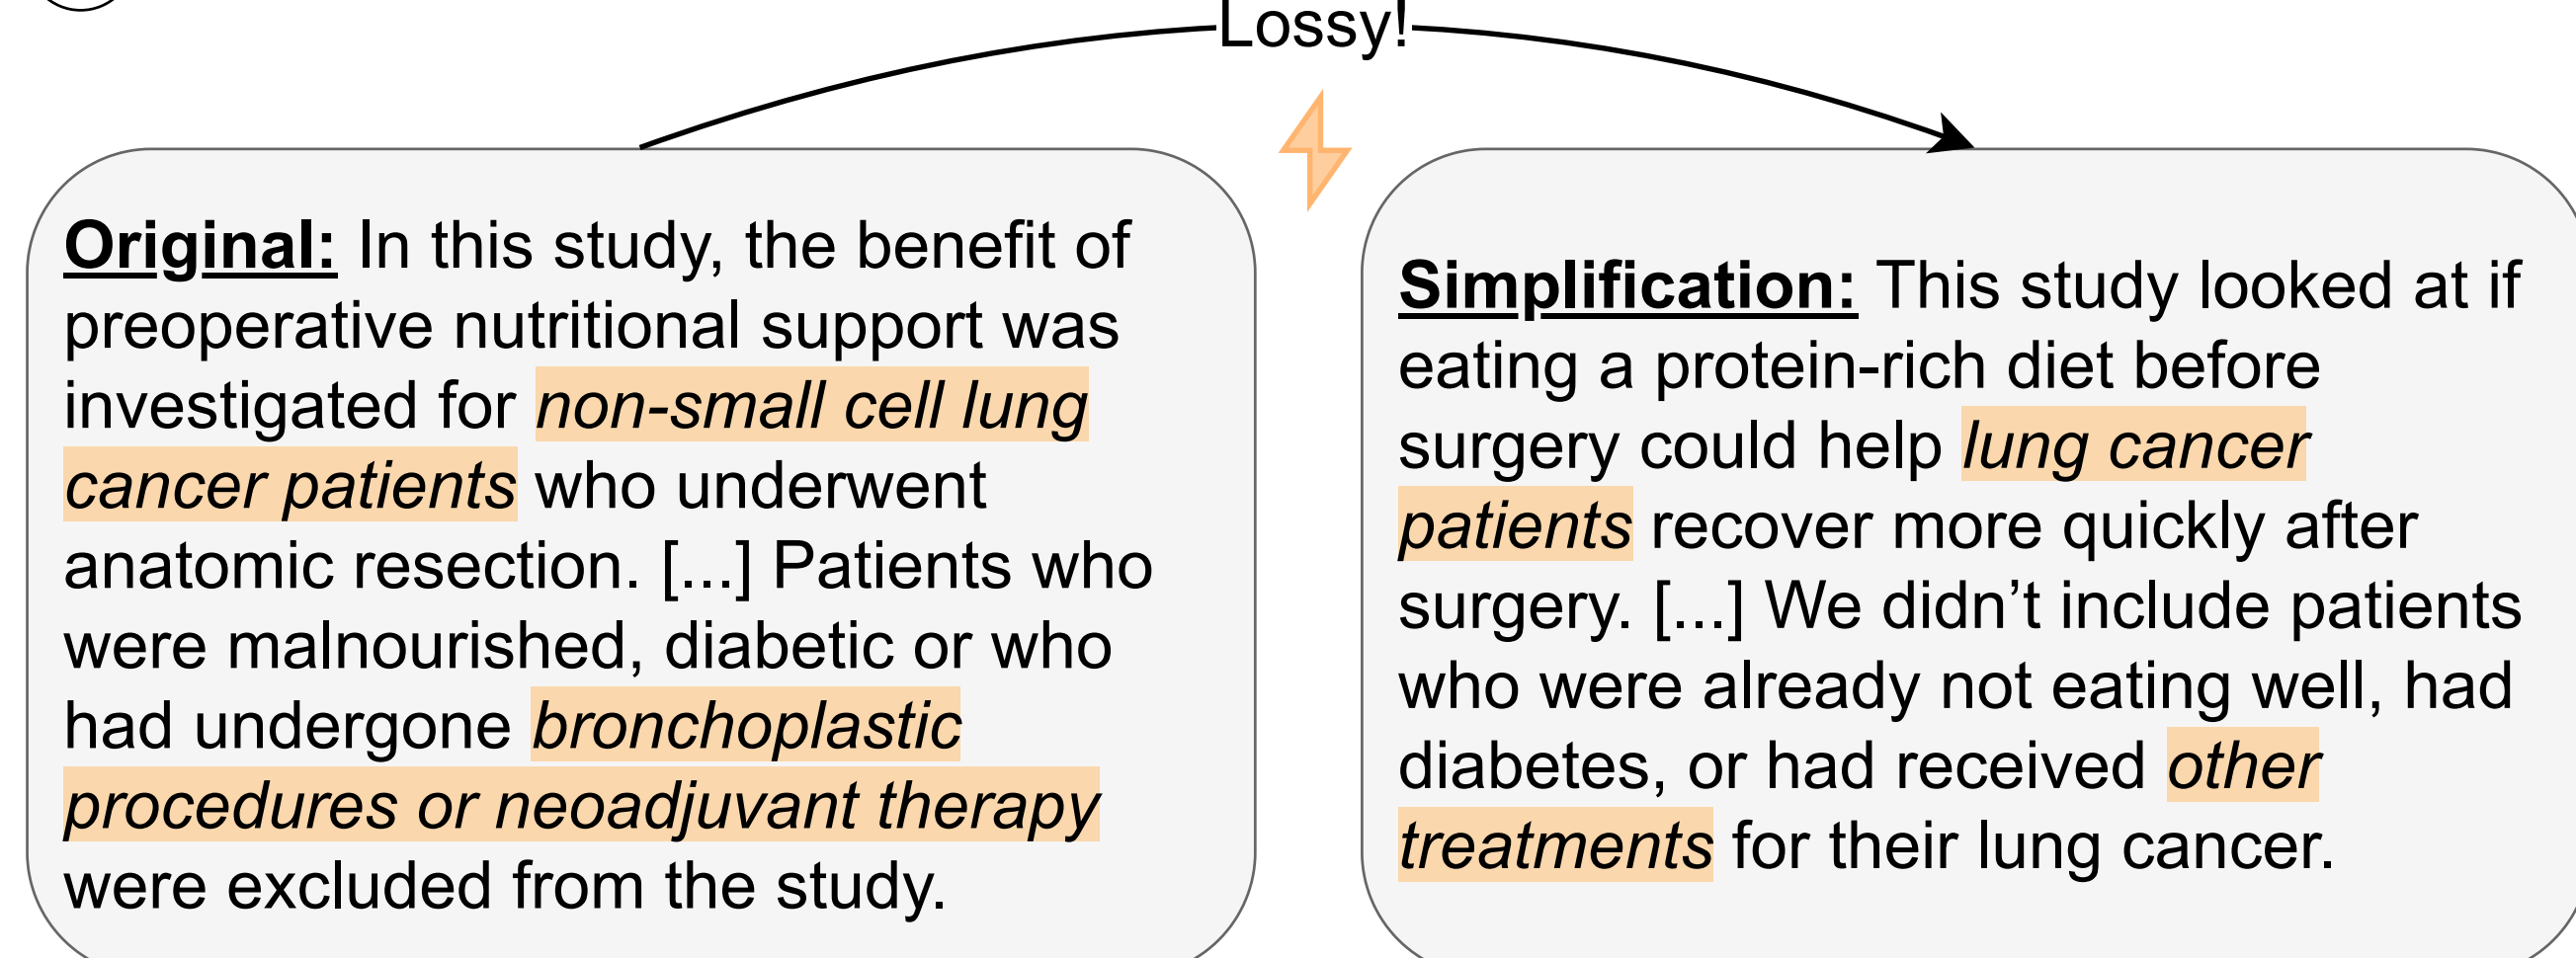 Lossy!
Original: In this study, the benefit of
preoperative nutritional support was
investigated for non-small cell lung
cancer patients who underwent
anatomic resection. [...] Patients who
were malnourished, diabetic or who
had undergone bronchoplastic
procedures or neoadjuvant therapy
were excluded from the study.
Simplification: This study looked at if
eating a protein-rich diet before
surgery could help lung cancer
patients recover more quickly after
surgery. [...] We didn’t include patients
who were already not eating well, had
diabetes, or had received other
treatments for their lung cancer.